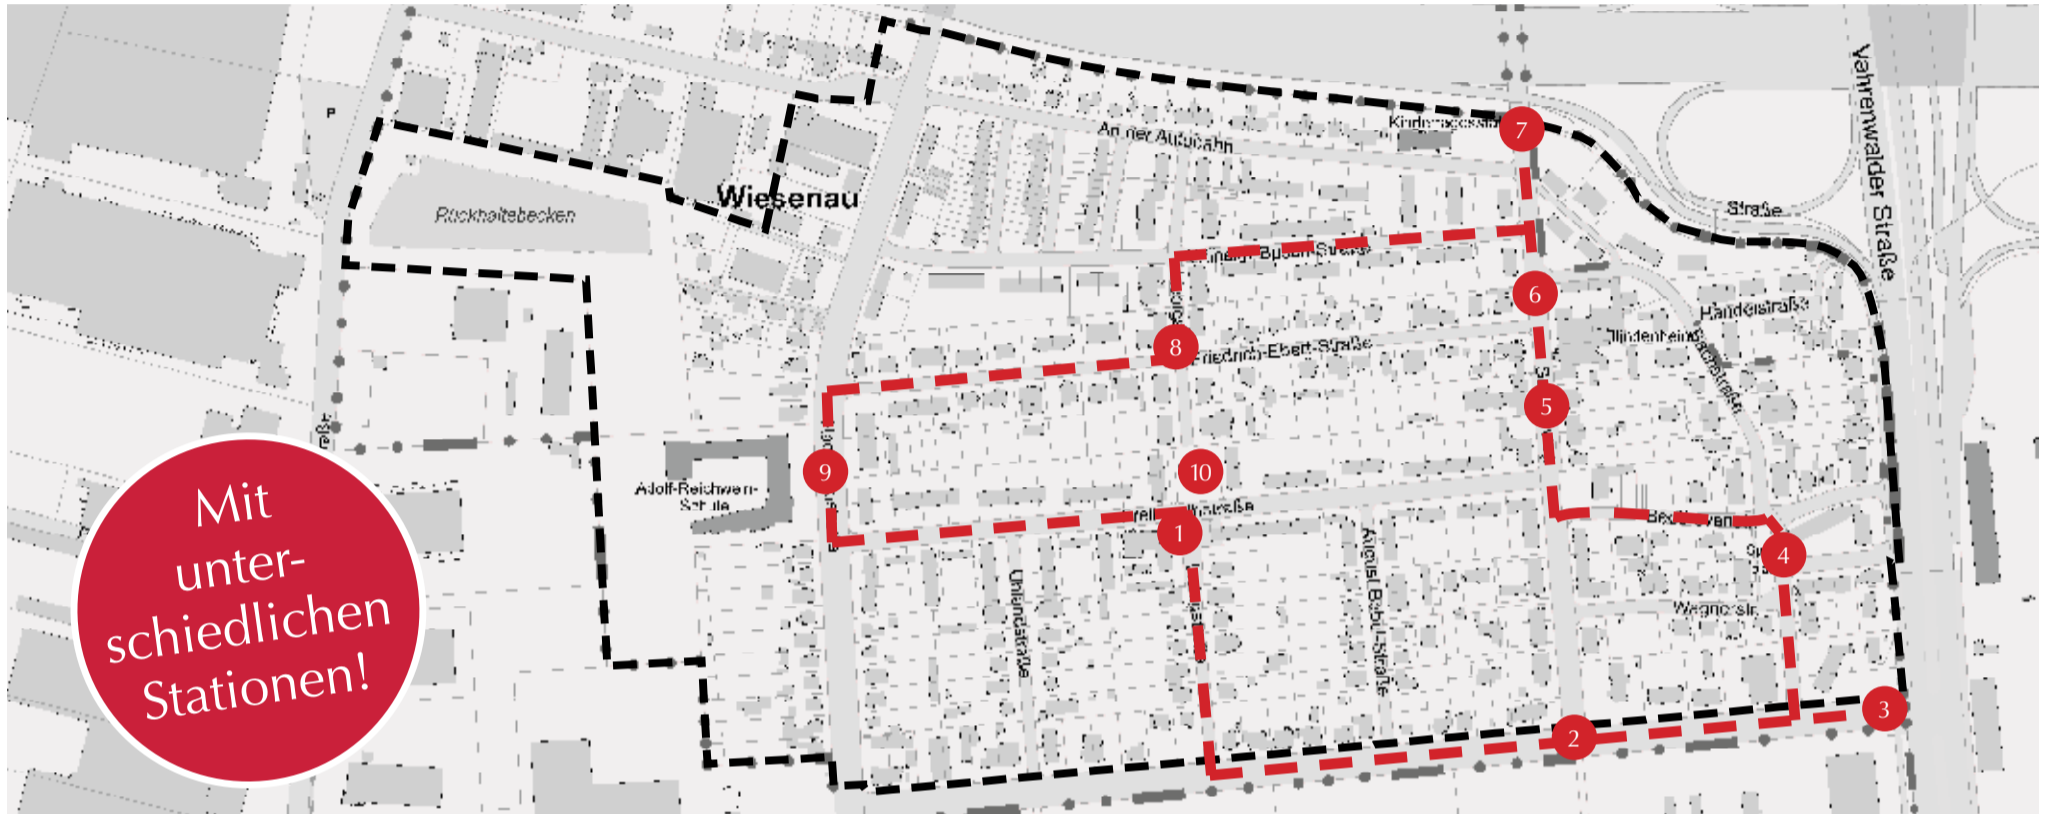 P
An der Autobahn
7
Vahrenwalder Straße
Wiesenau
Rückhaltebecken
Straße
6
Händelstraße
8
Friedrich-Ebert-Straße
5
9
10
Adolf-Reichwein-
Schule
1
4
Uhlandstraße
August-Bebel-Straße
Wagnerstr.
3
2
Mit
unter-
schiedlichen
Stationen!